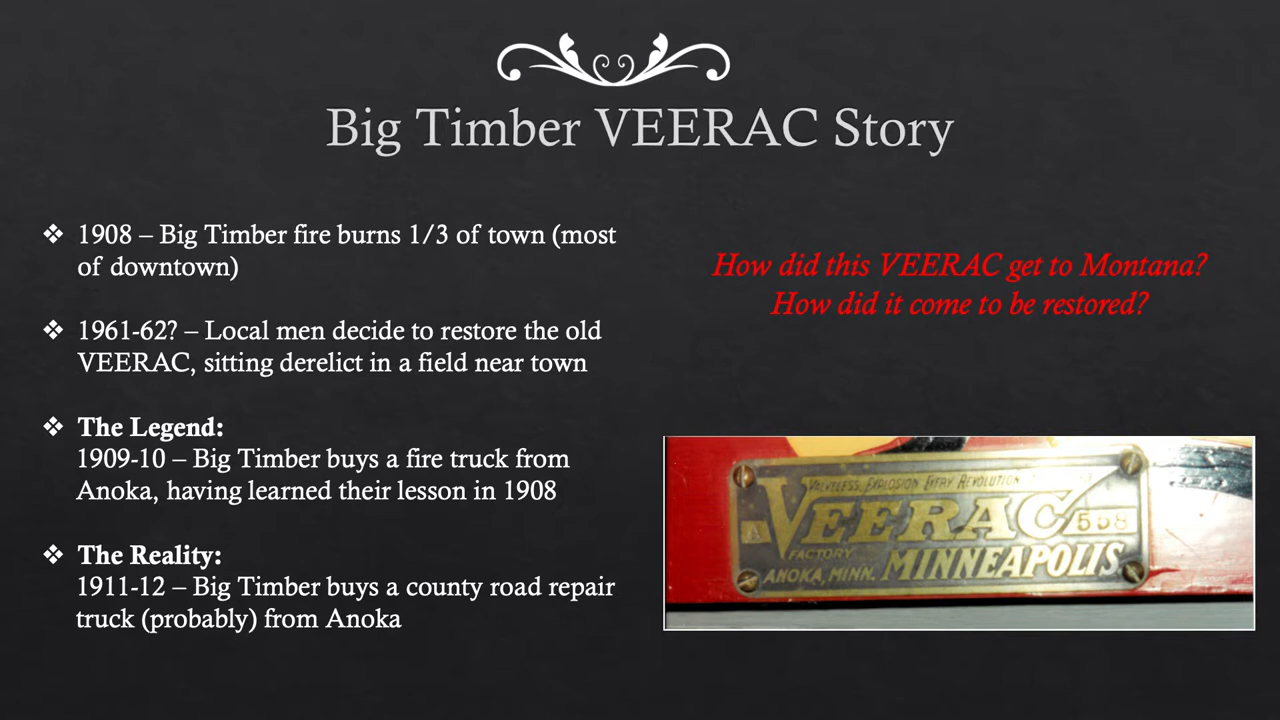 Big Timber VEERAC Story
❖ 1908 – Big Timber fire burns 1/3 of town (most
of downtown)
❖ 1961-62? – Local men decide to restore the old
VEERAC, sitting derelict in a field near town
❖ The Legend:
1909-10 – Big Timber buys a fire truck from
Anoka, having learned their lesson in 1908
❖ The Reality:
1911-12 – Big Timber buys a county road repair
truck (probably) from Anoka
How did this VEERAC get to Montana?
How did it come to be restored?
VALVELESS, EXPLOSION EVERY REVOLUTION
A VEERAC 558
FACTORY
ANOKA, MINN. MINNEAPOLIS